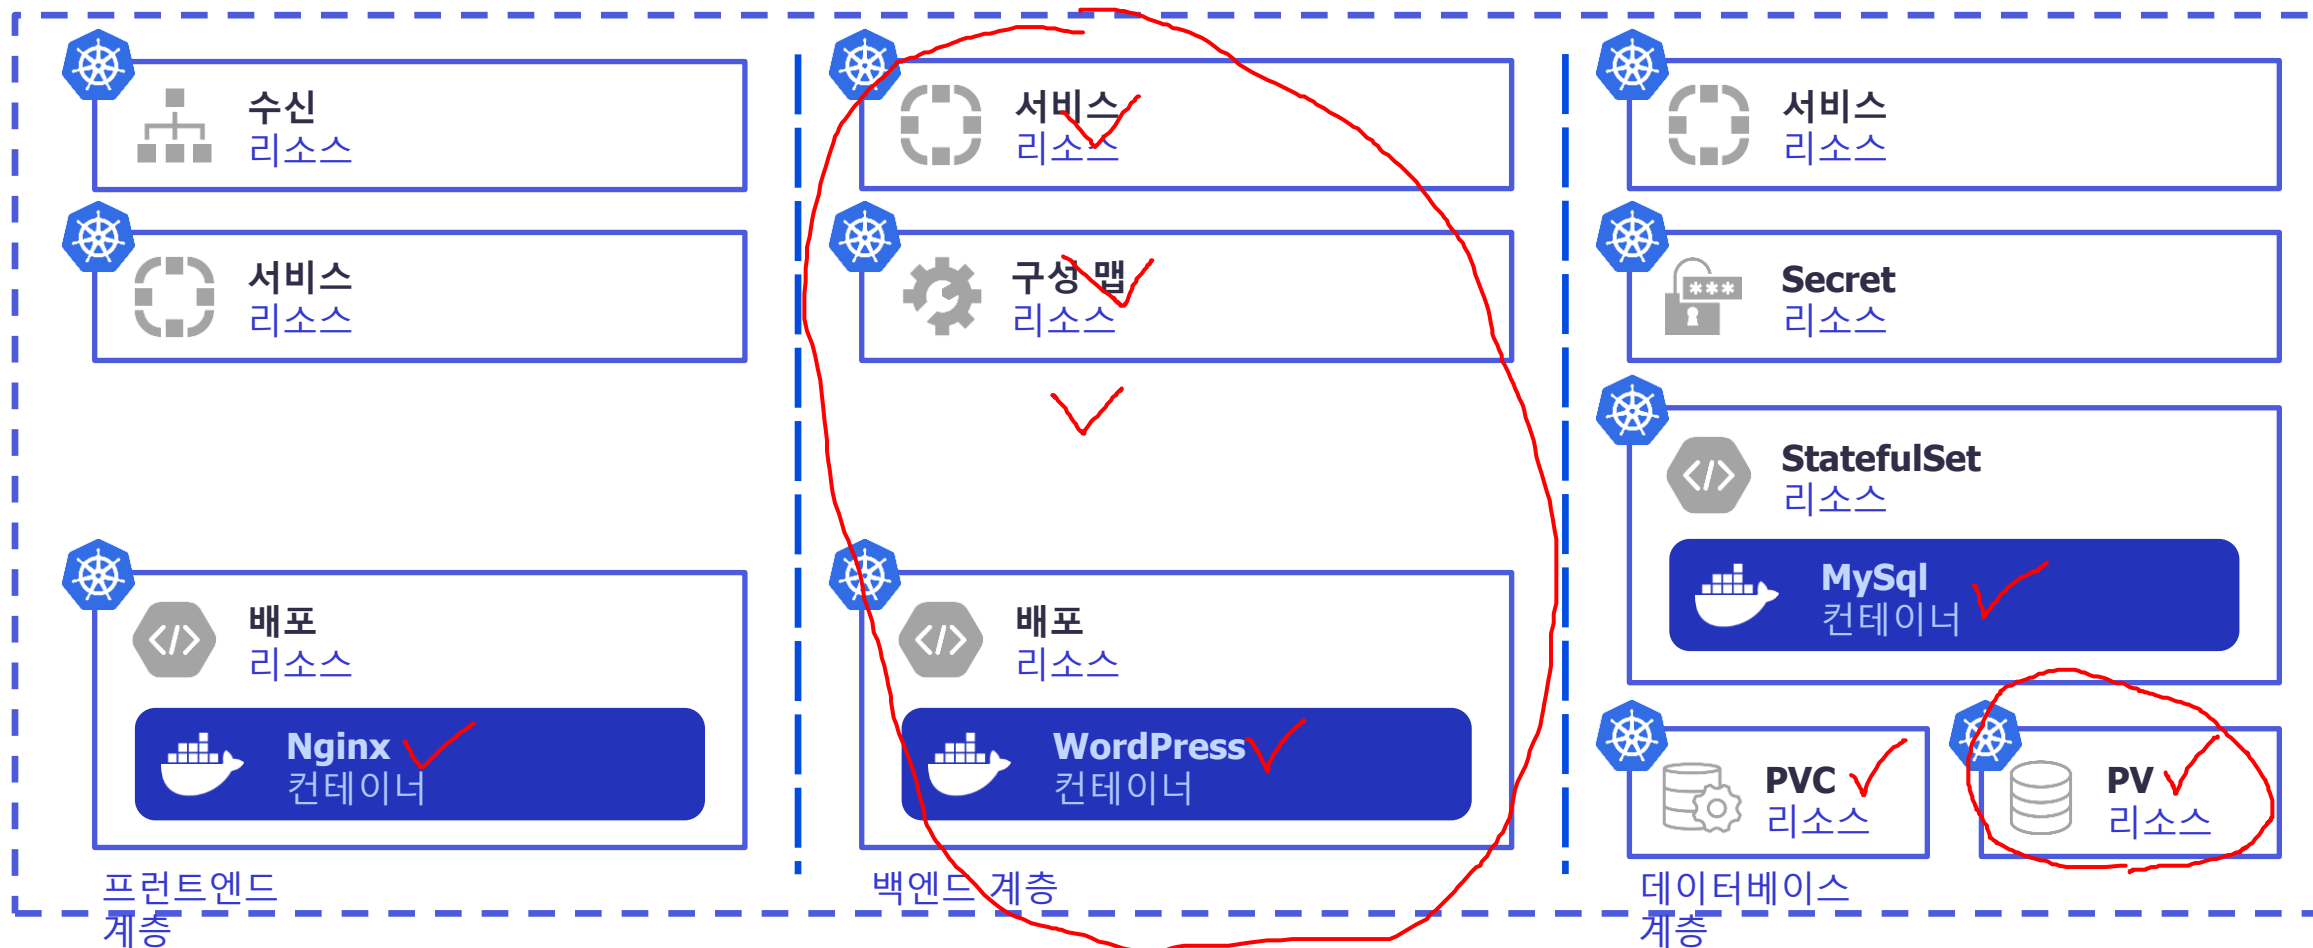 수신
리소스
서비스
리소스
배포
리소스
Nginx
컨테이너
프런트엔드
계층
서비스
리소스
구성 맵
리소스
배포
리소스
WordPress
컨테이너
백엔드 계층
서비스
리소스
Secret
리소스
***
StatefulSet
리소스
MySql
컨테이너
PVC
리소스
PV
리소스
데이터베이스
계층